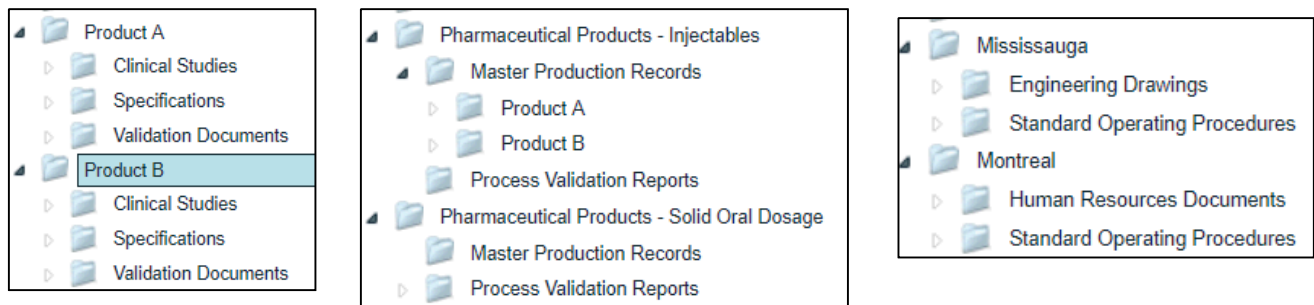 Product A
Clinical Studies
Specifications
Validation Documents
Product B
Clinical Studies
Specifications
Validation Documents
Pharmaceutical Products - Injectables
Master Production Records
Product A
Product B
Process Validation Reports
Pharmaceutical Products - Solid Oral Dosage
Master Production Records
Process Validation Reports
Mississauga
Engineering Drawings
Standard Operating Procedures
Montreal
Human Resources Documents
Standard Operating Procedures